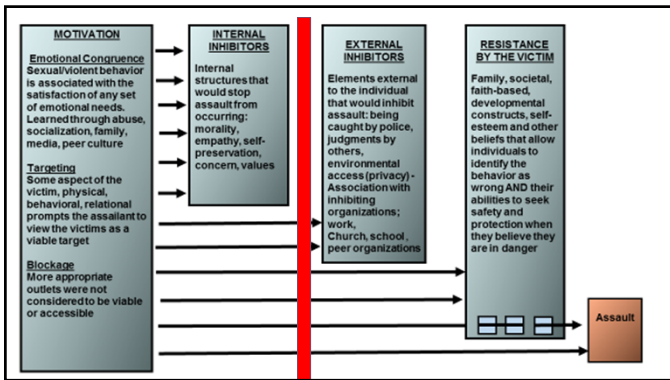 MOTIVATION
Emotional Congruence
Sexual/violent behavior
is associated with the
satisfaction of any set
of emotional needs.
Learned through abuse,
socialization, family,
media, peer culture
Targeting
Some aspect of the
victim, physical,
behavioral, relational
prompts the assailant to
view the victims as a
viable target
Blockage
More appropriate
outlets were not
considered to be viable
or accessible
INTERNAL
INHIBITORS
Internal
structures that
would stop
assault from
occurring:
morality,
empathy, self-
preservation,
concern, values
EXTERNAL
INHIBITORS
Elements external
to the individual
that would inhibit
assault: being
caught by police,
judgments by
others,
environmental
access (privacy) -
Association with
inhibiting
organizations;
work,
Church, school,
peer organizations
RESISTANCE
BY THE VICTIM
Family, societal,
faith-based,
developmental
constructs, self-
esteem and other
beliefs that allow
individuals to
identify the
behavior as
wrong AND their
abilities to seek
safety and
protection when
they believe they
are in danger
Assault